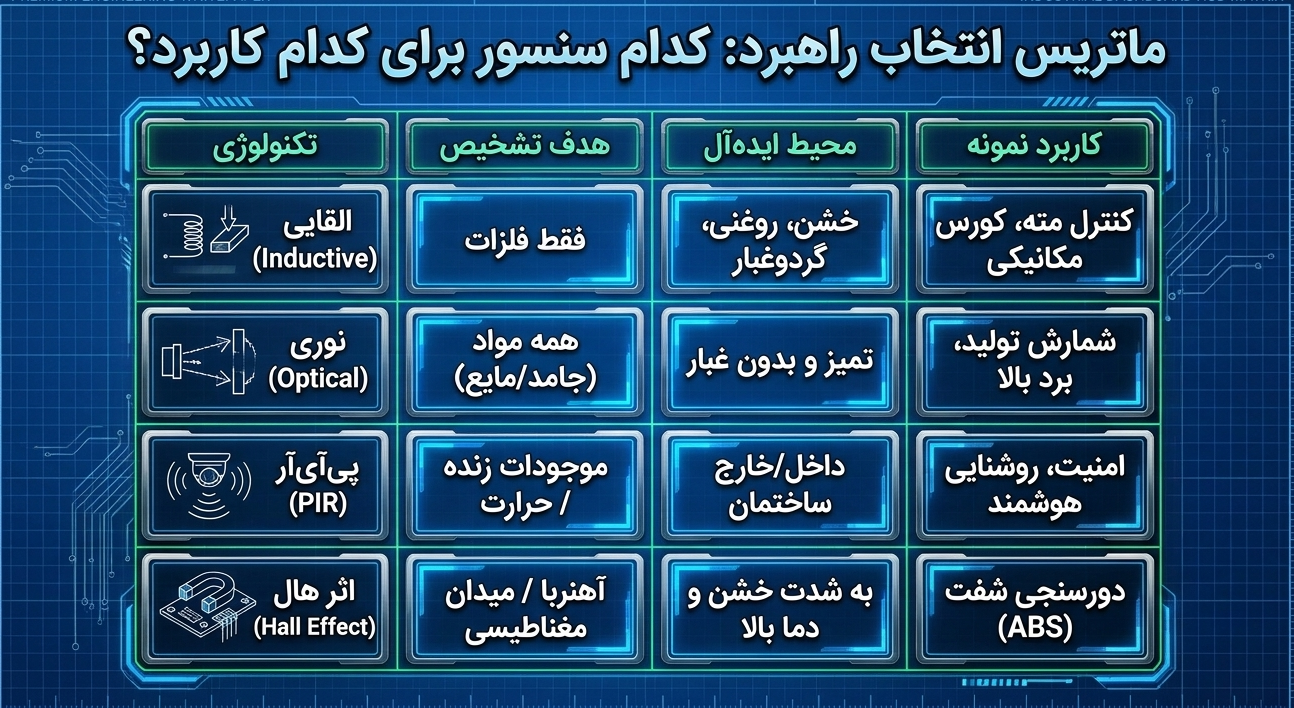 ماتریس انتخاب راهبرد: کدام سنسور برای کدام کاربرد؟
تکنولوژی
هدف تشخیص
محیط ایده‌آل
کاربرد نمونه
القایی
(Inductive)
فقط فلزات
خشن، روغنی،
گردوغبار
کنترل مته، کورس
مکانیکی
نوری
(Optical)
همه مواد
(جامد/مایع)
تمیز و بدون غبار
شمارش تولید،
برد بالا
پی‌آی‌آر
(PIR)
موجودات زنده
/ حرارت
داخل/خارج
ساختمان
امنیت، روشنایی
هوشمند
اثر هال
(Hall Effect)
آهنربا / میدان
مغناطیسی
به شدت خشن و
دما بالا
دورسنجی شفت
(ABS)